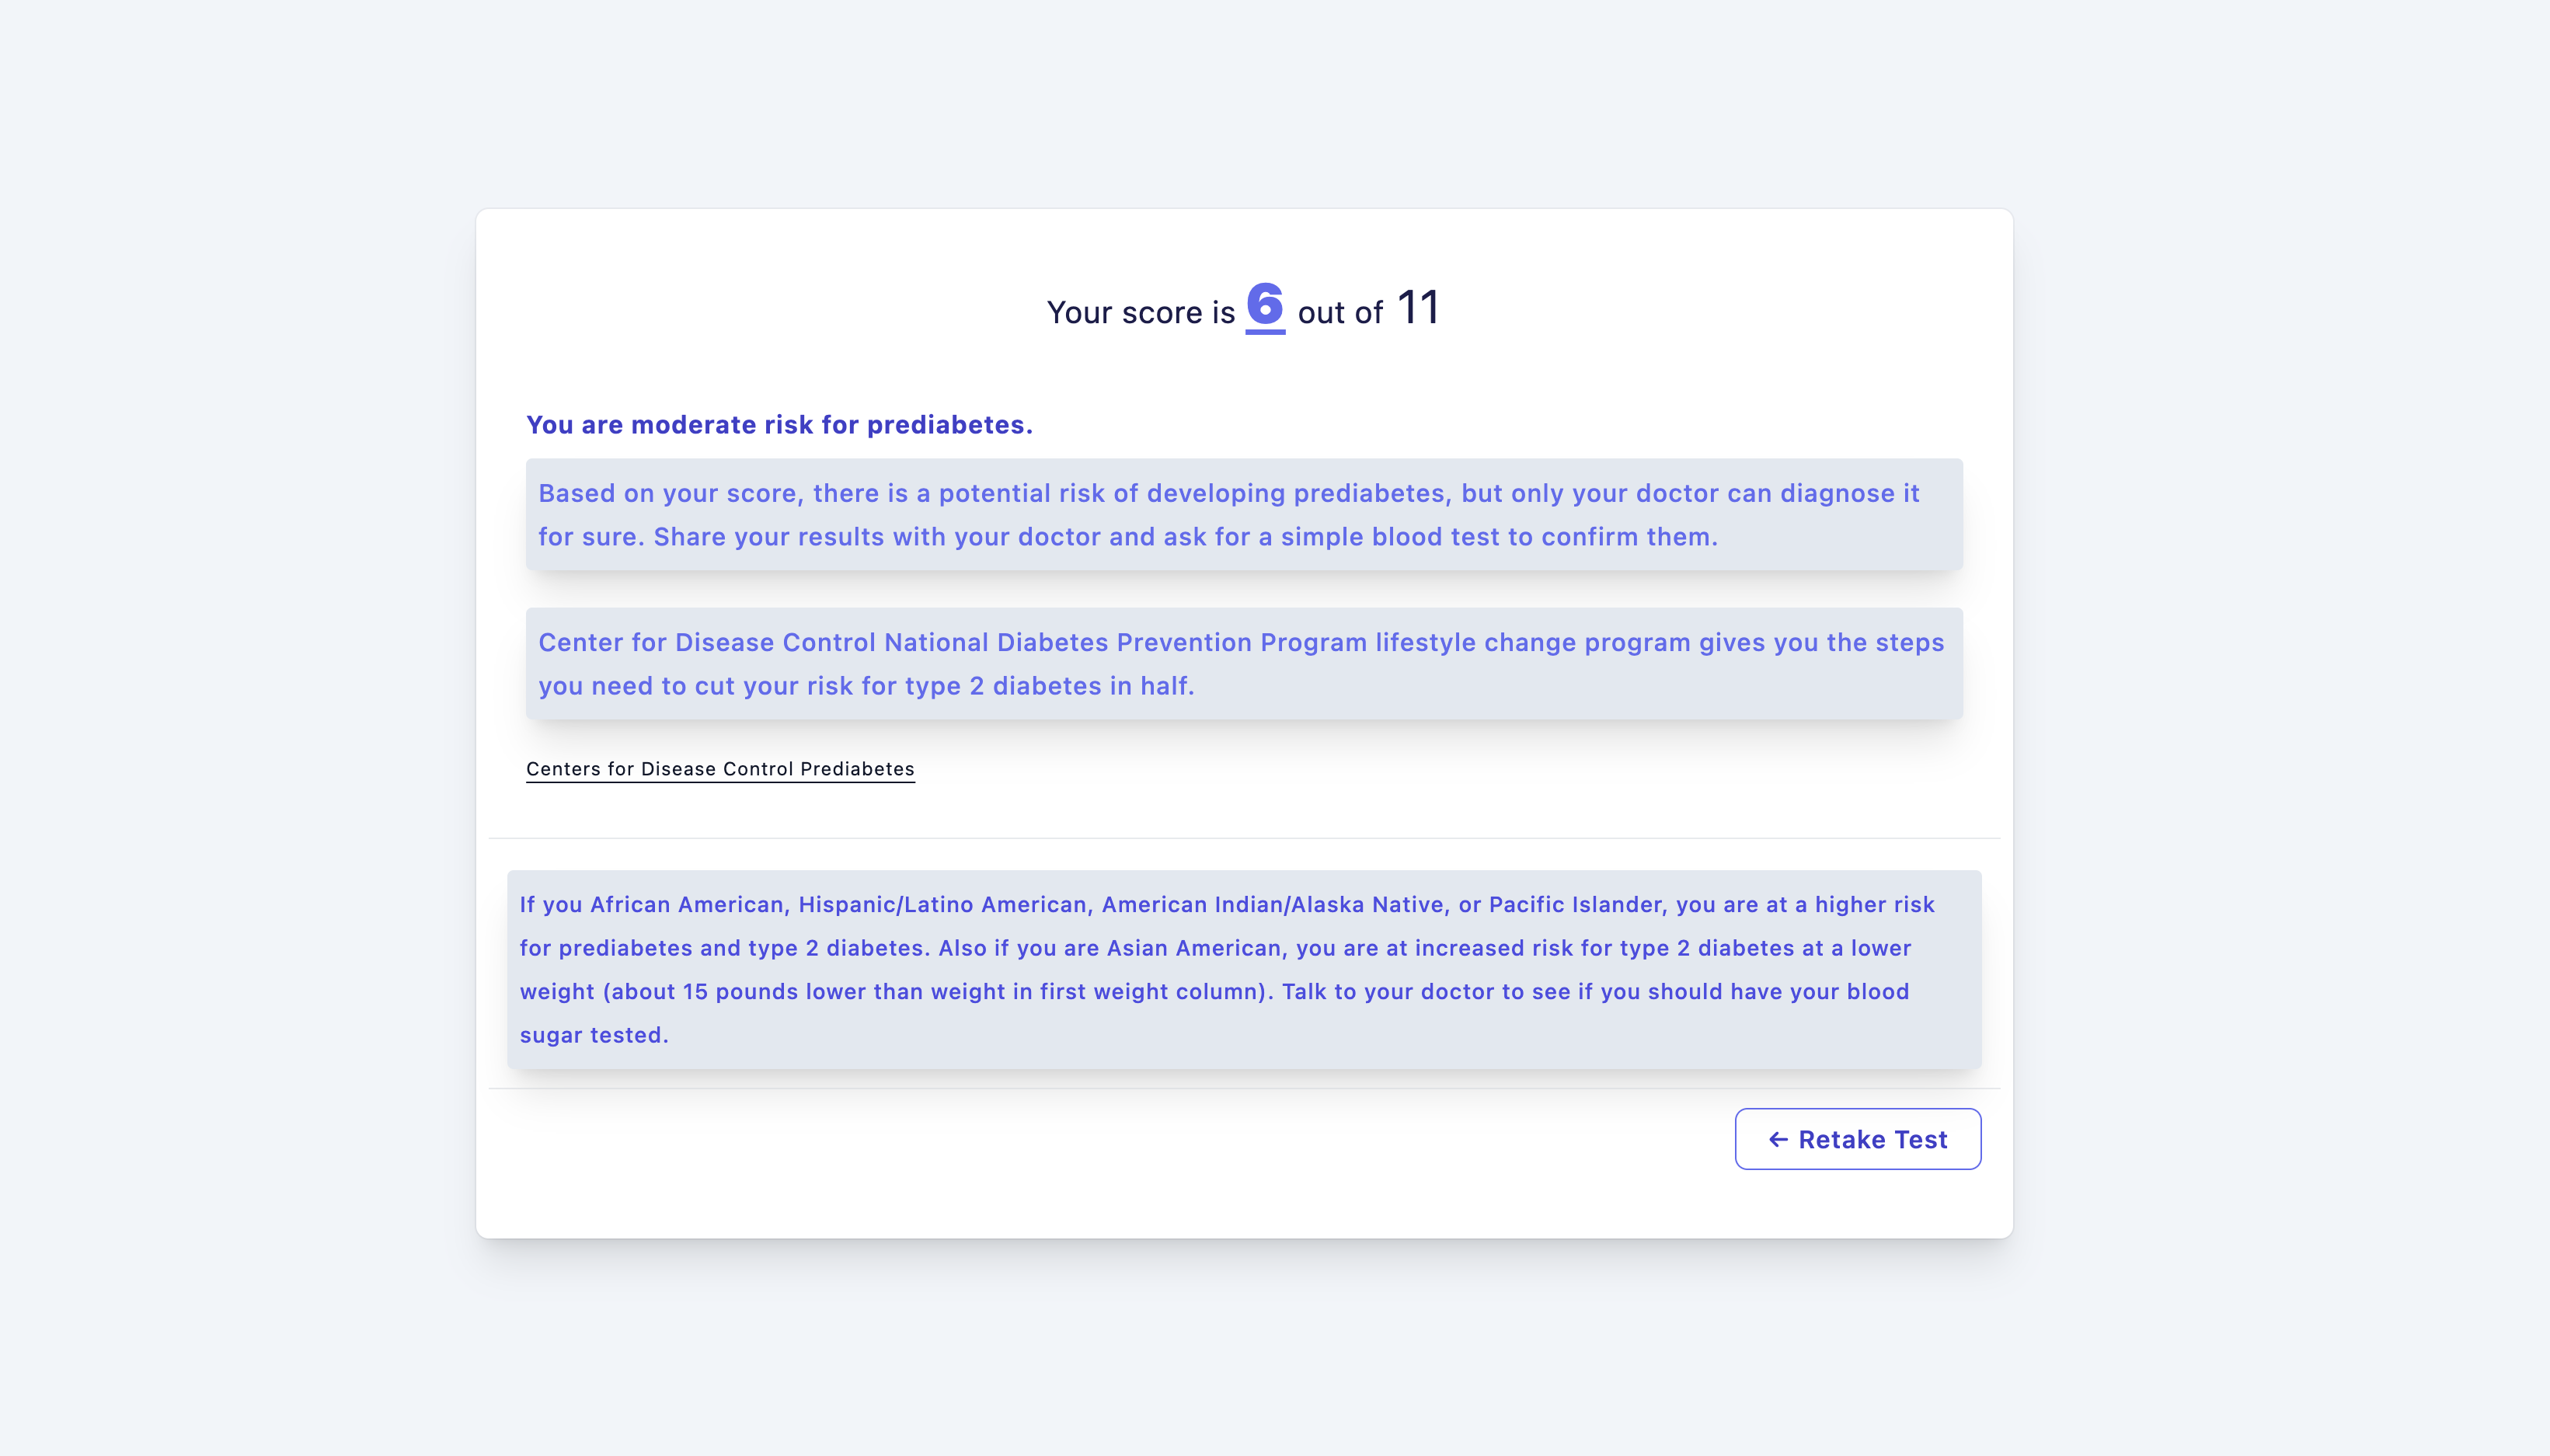 Your score is 6 out of 11
You are moderate risk for prediabetes.
Based on your score, there is a potential risk of developing prediabetes, but only your doctor can diagnose it
for sure. Share your results with your doctor and ask for a simple blood test to confirm them.
Center for Disease Control National Diabetes Prevention Program lifestyle change program gives you the steps
you need to cut your risk for type 2 diabetes in half.
Centers for Disease Control Prediabetes
If you African American, Hispanic/Latino American, American Indian/Alaska Native, or Pacific Islander, you are at a higher risk
for prediabetes and type 2 diabetes. Also if you are Asian American, you are at increased risk for type 2 diabetes at a lower
weight (about 15 pounds lower than weight in first weight column). Talk to your doctor to see if you should have your blood
sugar tested.
← Retake Test